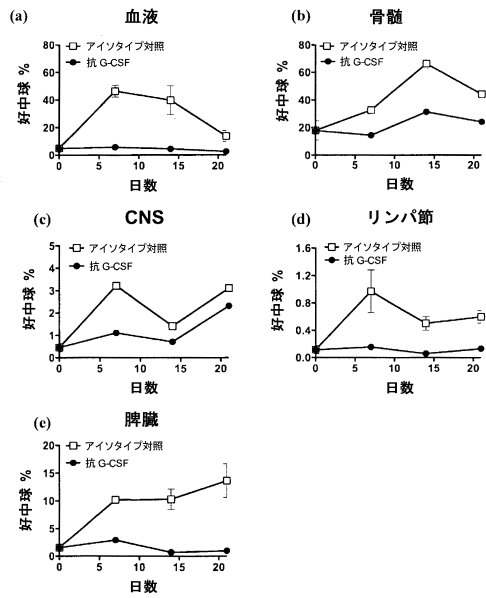 (a) 血液
アイソタイプ対照
抗 G-CSF
好中球 %
80
60
40
20
0
0 5 10 15 20
日数
(b) 骨髄
アイソタイプ対照
抗 G-CSF
好中球 %
80
60
40
20
0
0 5 10 15 20
日数
(c) CNS
アイソタイプ対照
抗 G-CSF
好中球 %
5
4
3
2
1
0
0 5 10 15 20
日数
(d) リンパ節
アイソタイプ対照
抗 G-CSF
好中球 %
1.6
1.2
0.8
0.4
0.0
0 5 10 15 20
日数
(e) 脾臓
アイソタイプ対照
抗 G-CSF
好中球 %
20
15
10
5
0
0 5 10 15 20
日数